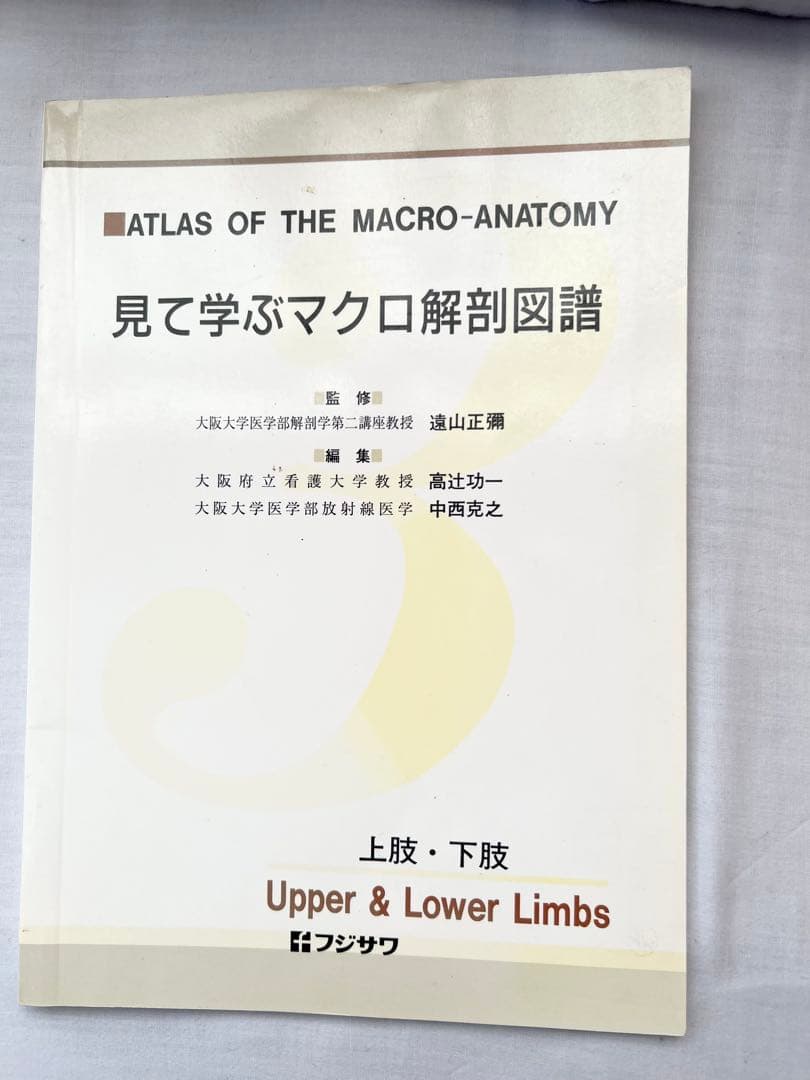 ■ATLAS OF THE MACRO-ANATOMY
見て学ぶマクロ解剖図譜
■監修■
大阪大学医学部解剖学第二講座教授 遠山正彌
■編集■
大阪府立看護大学教授 高辻功一
大阪大学医学部放射線医学 中西克之
3
上肢・下肢
Upper & Lower Limbs
フジサワ